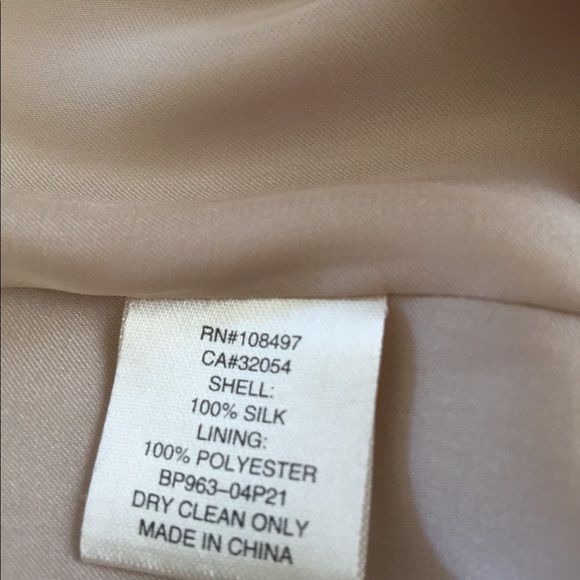 RN#108497
CA#32054
SHELL:
100% SILK
LINING:
100% POLYESTER
BP963-04P21
DRY CLEAN ONLY
MADE IN CHINA